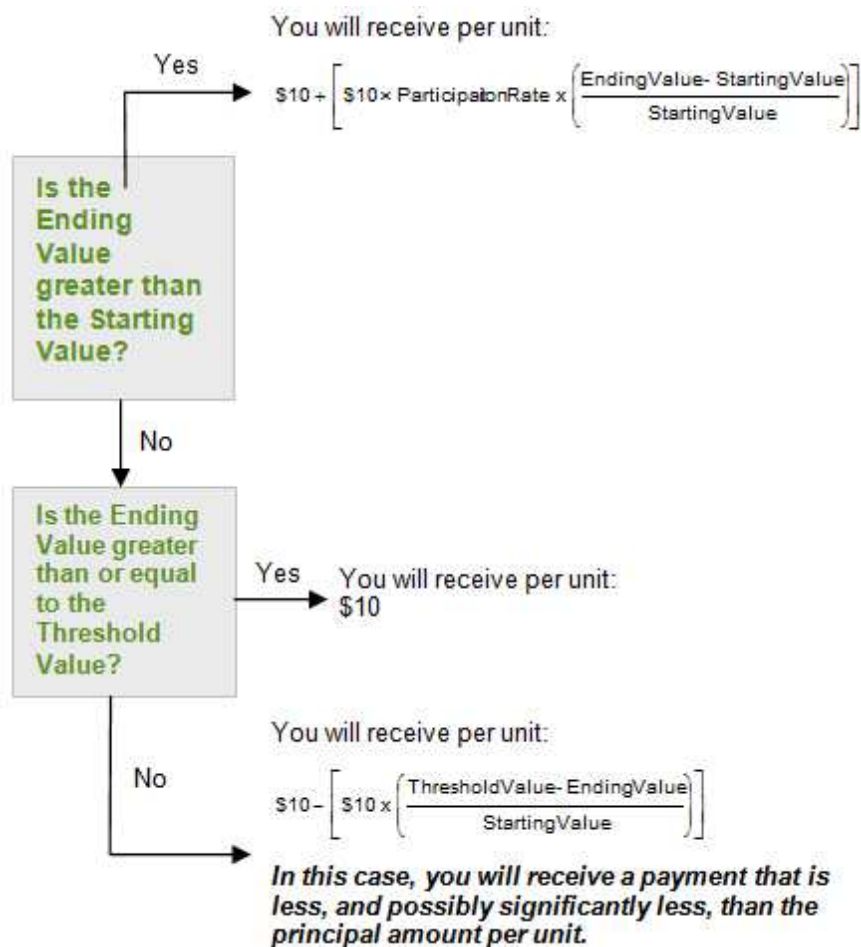 You will receive per unit:
Yes
$10 + [ $10 × ParticipaitonRate x ( EndingValue- StartingValue
StartingValue ) ]
Is the
Ending
Value
greater than
the Starting
Value?
No
Is the Ending
Value greater
than or equal
to the
Threshold
Value?
Yes
You will receive per unit:
$10
You will receive per unit:
No
$10 – [ $10 x ( ThresholdValue- EndingValue
StartingValue ) ]
In this case, you will receive a payment that is
less, and possibly significantly less, than the
principal amount per unit.